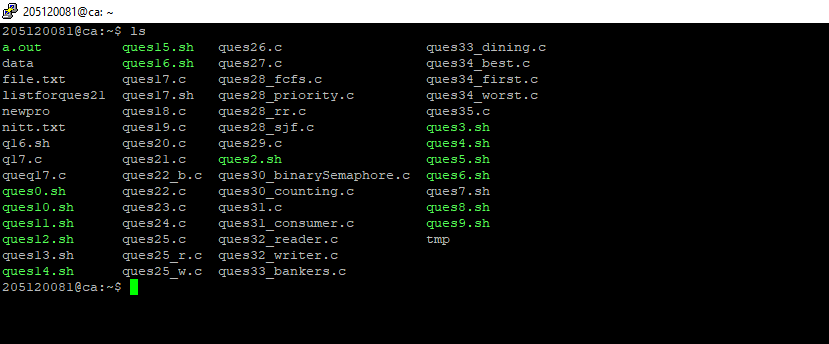 205120081@ca: ~
205120081@ca:~$ ls
a.out ques15.sh ques26.c ques33_dining.c
data ques16.sh ques27.c ques34_best.c
file.txt ques17.c ques28_fcfs.c ques34_first.c
listforques21 ques17.sh ques28_priority.c ques34_worst.c
newpro ques18.c ques28_rr.c ques35.c
nitt.txt ques19.c ques28_sjf.c ques3.sh
q16.sh ques20.c ques29.c ques4.sh
q17.c ques21.c ques2.sh ques5.sh
queq17.c ques22_b.c ques30_binarySemaphore.c ques6.sh
ques0.sh ques22.c ques30_counting.c ques7.sh
ques10.sh ques23.c ques31.c ques8.sh
ques11.sh ques24.c ques31_consumer.c ques9.sh
ques12.sh ques25.c ques32_reader.c tmp
ques13.sh ques25_r.c ques32_writer.c
ques14.sh ques25_w.c ques33_bankers.c
205120081@ca:~$